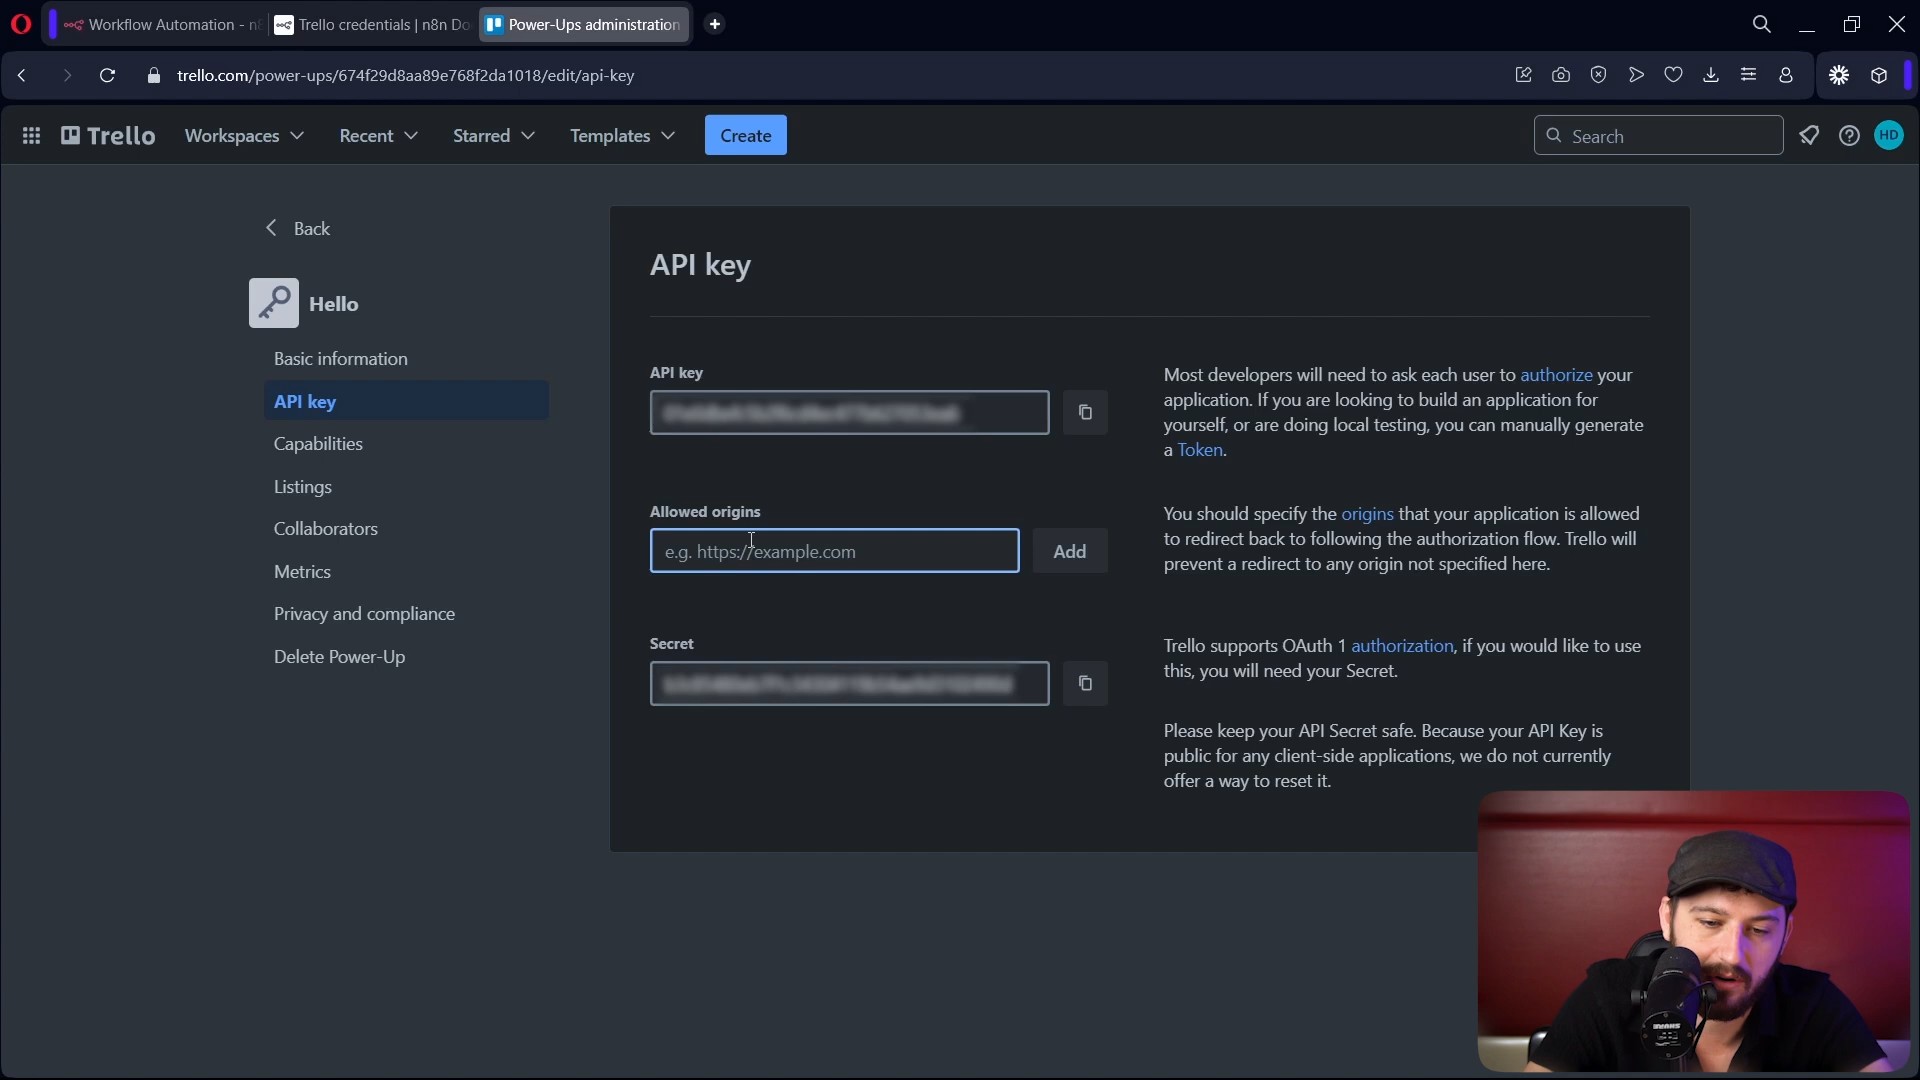 Workflow Automation - n8
Trello credentials | n8n Do
Power-Ups administration
trello.com/power-ups/674f29d8aa89e768f2da1018/edit/api-key
Trello
Workspaces
Recent
Starred
Templates
Create
Search
HD
Back
Hello
Basic information
API key
Capabilities
Listings
Collaborators
Metrics
Privacy and compliance
Delete Power-Up
API key
API key
Most developers will need to ask each user to authorize your
application. If you are looking to build an application for
yourself, or are doing local testing, you can manually generate
a Token.
Allowed origins
e.g. https://example.com
Add
You should specify the origins that your application is allowed
to redirect back to following the authorization flow. Trello will
prevent a redirect to any origin not specified here.
Secret
Trello supports OAuth 1 authorization, if you would like to use
this, you will need your Secret.
Please keep your API Secret safe. Because your API Key is
public for any client-side applications, we do not currently
offer a way to reset it.